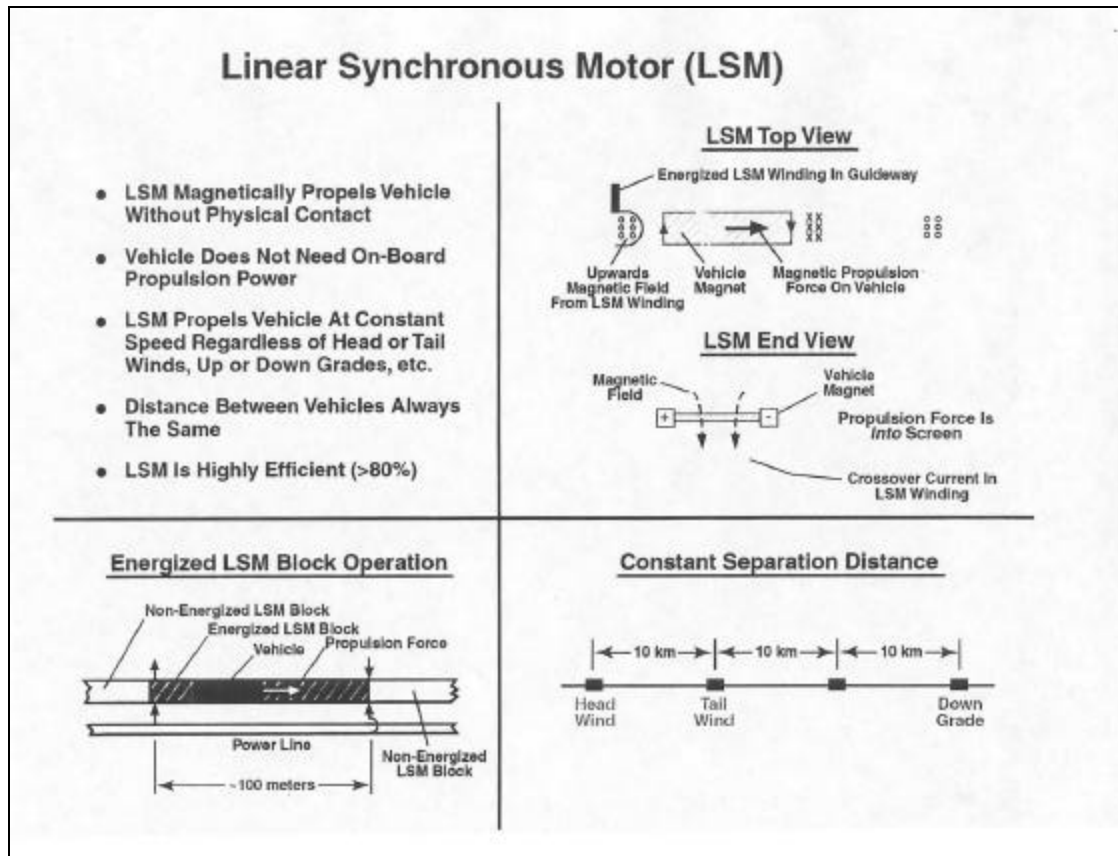 Linear Synchronous Motor (LSM)
• LSM Magnetically Propels Vehicle
Without Physical Contact
• Vehicle Does Not Need On-Board
Propulsion Power
• LSM Propels Vehicle At Constant
Speed Regardless of Head or Tail
Winds, Up or Down Grades, etc.
• Distance Between Vehicles Always
The Same
• LSM Is Highly Efficient (>80%)
LSM Top View
Energized LSM Winding In Guideway
Upwards
Magnetic Field
From LSM Winding
Vehicle
Magnet
Magnetic Propulsion
Force On Vehicle
LSM End View
Magnetic
Field
Vehicle
Magnet
+
-
Propulsion Force Is
Into Screen
Crossover Current In
LSM Winding
Energized LSM Block Operation
Non-Energized LSM Block
Energized LSM Block
Vehicle
Propulsion Force
Power Line
Non-Energized
LSM Block
~100 meters
Constant Separation Distance
10 km
10 km
10 km
Head
Wind
Tail
Wind
Down
Grade